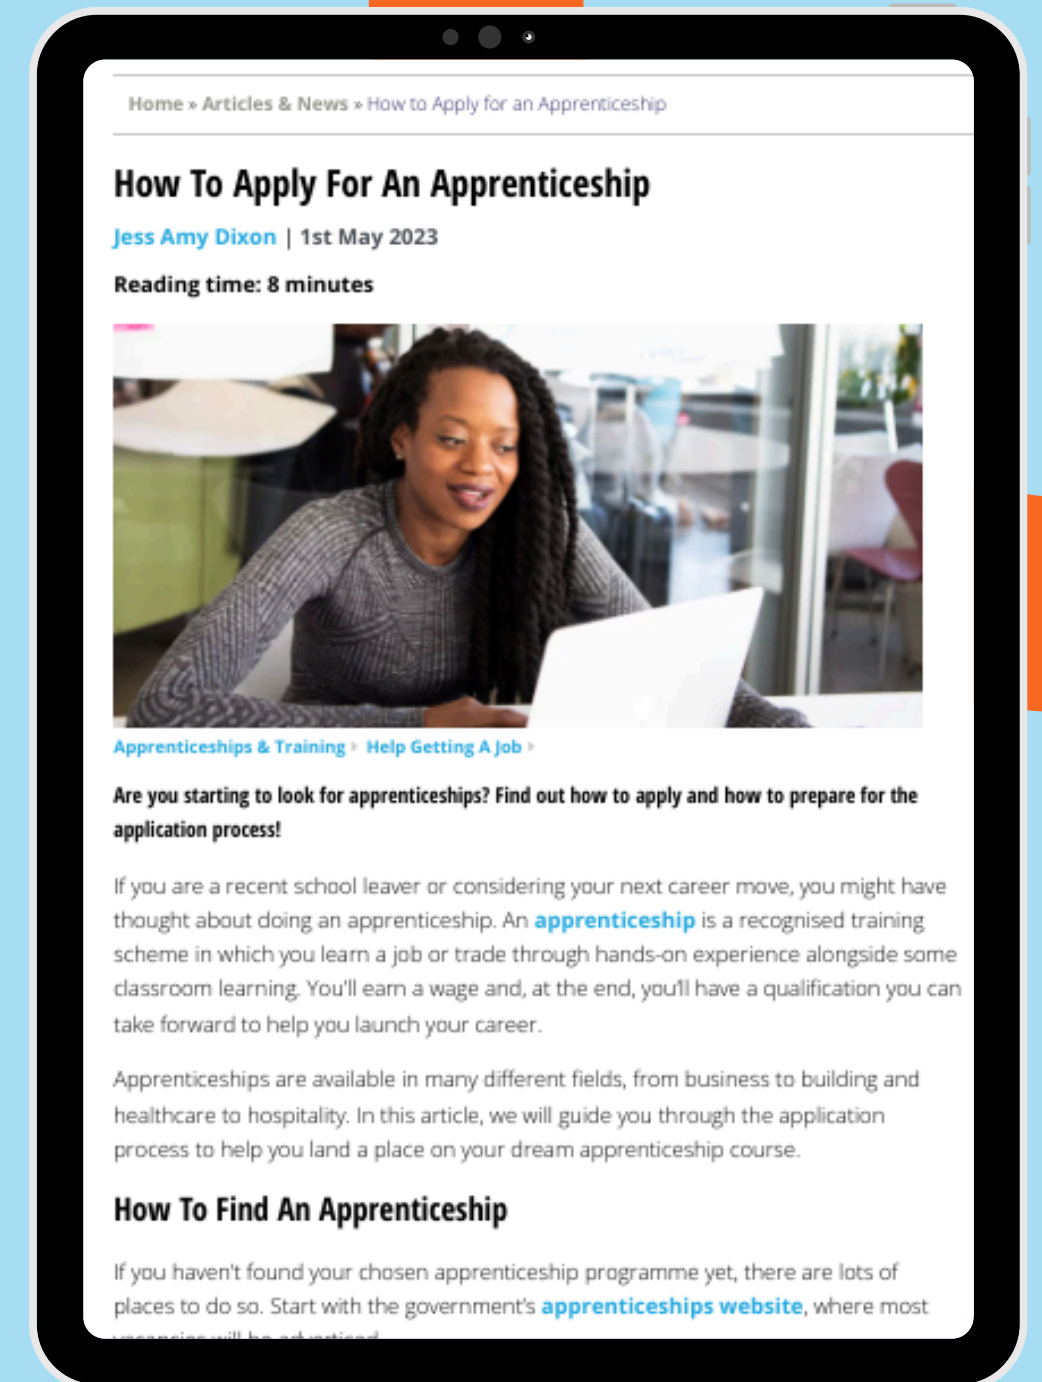 Home » Articles & News » How to Apply for an Apprenticeship
How To Apply For An Apprenticeship
Jess Amy Dixon | 1st May 2023
Reading time: 8 minutes
Apprenticeships & Training Help Getting A Job
Are you starting to look for apprenticeships? Find out how to apply and how to prepare for the
application process!
If you are a recent school leaver or considering your next career move, you might have
thought about doing an apprenticeship. An apprenticeship is a recognised training
scheme in which you learn a job or trade through hands-on experience alongside some
classroom learning. You'll earn a wage and, at the end, you'll have a qualification you can
take forward to help you launch your career.
Apprenticeships are available in many different fields, from business to building and
healthcare to hospitality. In this article, we will guide you through the application
process to help you land a place on your dream apprenticeship course.
How To Find An Apprenticeship
If you haven't found your chosen apprenticeship programme yet, there are lots of
places to do so. Start with the government's apprenticeships website, where most
vacancies will be advertised.